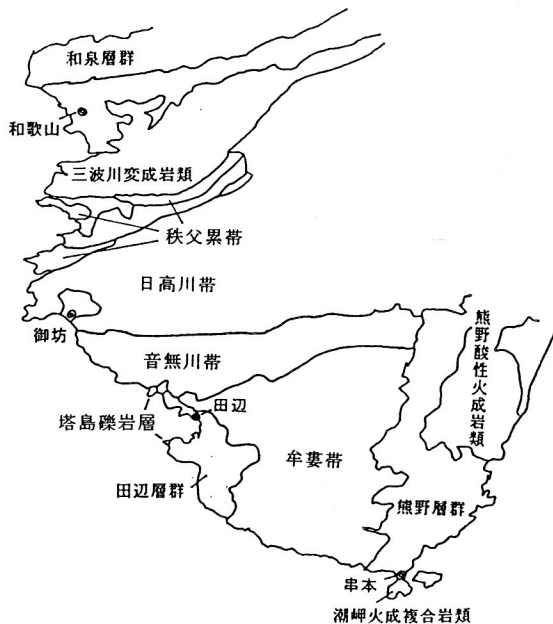 和泉層群
和歌山
三波川変成岩類
秩父累帯
日高川帯
御坊
音無川帯
熊野酸性火成岩類
田辺
塔島礫岩層
牟婁帯
田辺層群
熊野層群
串本
潮岬火成複合岩類